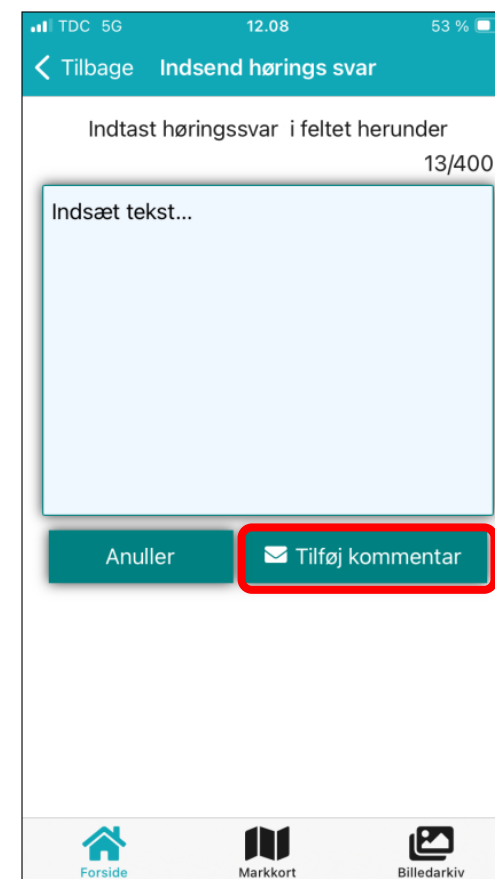 TDC 5G 12.08 53 %
Tilbage Indsend hørings svar
Indtast høringssvar i feltet herunder
13/400
Indsæt tekst...
Anuller Tilføj kommentar
Forside Markkort Billedarkiv